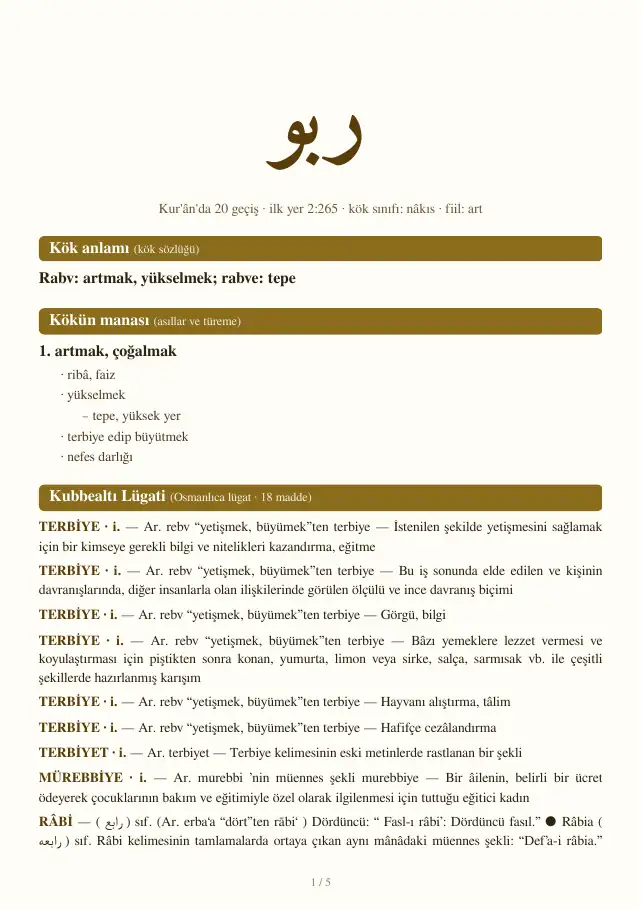 ربو
Kur'ân'da 20 geçiş · ilk yer 2:265 · kök sınıfı: nâkıs · fiil: art
Kök anlamı (kök sözlüğü)
Rabv: artmak, yükselmek; rabve: tepe
Kökün manası (asıllar ve türeme)
1. artmak, çoğalmak
· ribâ, faiz
· yükselmek
– tepe, yüksek yer
· terbiye edip büyütmek
· nefes darlığı
Kubbealtı Lügati (Osmanlıca lügat · 18 madde)
TERBİYE · i. — Ar. rebv “yetişmek, büyümek”ten terbiye — İstenilen şekilde yetişmesini sağlamak
için bir kimseye gerekli bilgi ve nitelikleri kazandırma, eğitme
TERBİYE · i. — Ar. rebv “yetişmek, büyümek”ten terbiye — Bu iş sonunda elde edilen ve kişinin
davranışlarında, diğer insanlarla olan ilişkilerinde görülen ölçülü ve ince davranış biçimi
TERBİYE · i. — Ar. rebv “yetişmek, büyümek”ten terbiye — Görgü, bilgi
TERBİYE · i. — Ar. rebv “yetişmek, büyümek”ten terbiye — Bâzı yemeklere lezzet vermesi ve
koyulaştırması için piştikten sonra konan, yumurta, limon veya sirke, salça, sarmısak vb. ile çeşitli
şekillerde hazırlanmış karışım
TERBİYE · i. — Ar. rebv “yetişmek, büyümek”ten terbiye — Hayvanı alıştırma, tâlim
TERBİYE · i. — Ar. rebv “yetişmek, büyümek”ten terbiye — Hafifçe cezâlandırma
TERBİYET · i. — Ar. terbiyet — Terbiye kelimesinin eski metinlerde rastlanan bir şekli
MÜREBBİYE · i. — Ar. murebbі ’nin müennes şekli murebbiye — Bir âilenin, belirli bir ücret
ödeyerek çocuklarının bakım ve eğitimiyle özel olarak ilgilenmesi için tuttuğu eğitici kadın
RÂBİ — ( رابع ) sıf. (Ar. erba‘a “dört”ten râbi‘ ) Dördüncü: “ Fasl-ı râbi’: Dördüncü fasıl.” ● Râbia (
رابعه ) sıf. Râbi kelimesinin tamlamalarda ortaya çıkan aynı mânâdaki müennes şekli: “Def’a-i râbia.”
1 / 5